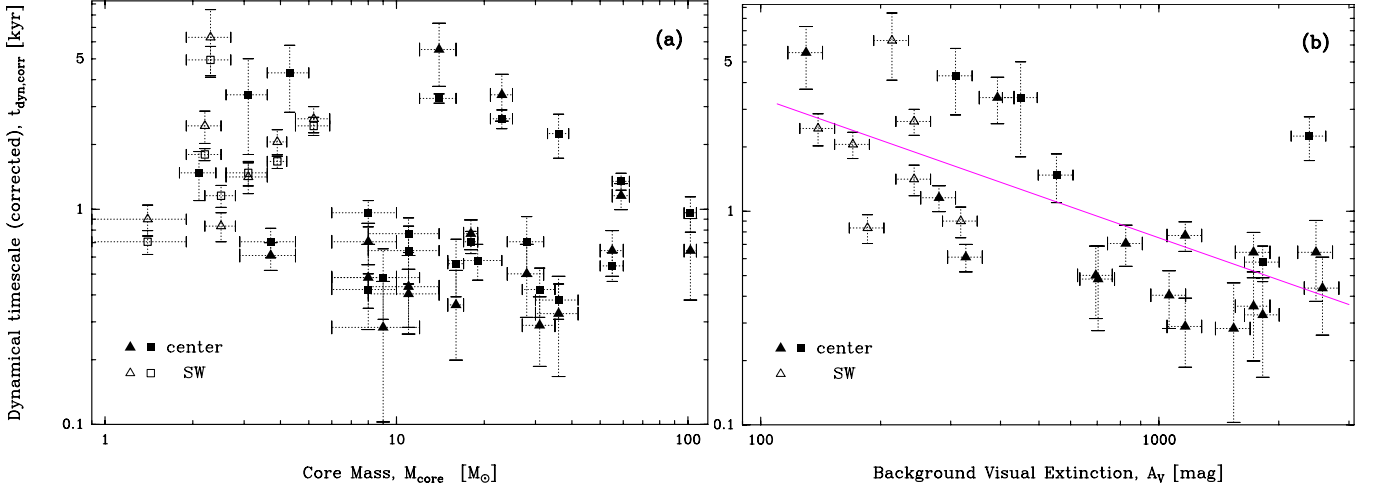 Dynamical timescale (corrected), t_dyn,corr [kyr]
5
1
0.1
(a)
center
SW
1
10
100
Core Mass, M_core [M_⊙]
5
1
0.1
(b)
center
SW
100
1000
Background Visual Extinction, A_V [mag]